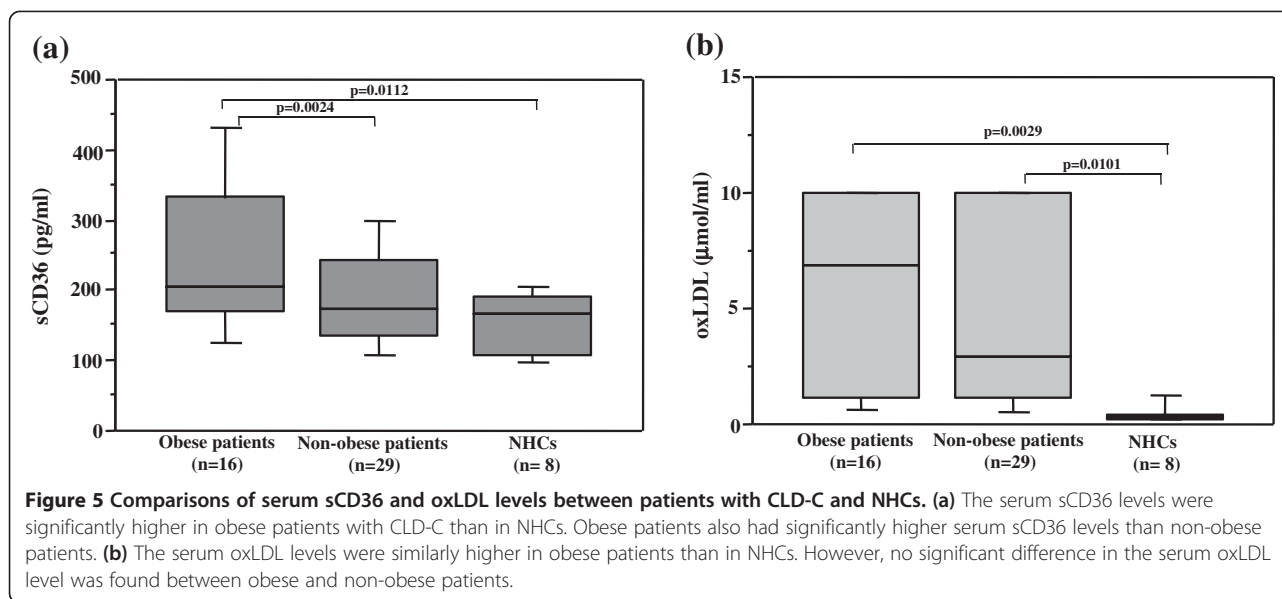 (a)
500
400
300
200
100
0
sCD36 (pg/ml)
p=0.0112
p=0.0024
Obese patients
(n=16)
Non-obese patients
(n=29)
NHCs
(n= 8)
(b)
15
10
5
0
oxLDL (µmol/ml)
p=0.0029
p=0.0101
Obese patients
(n=16)
Non-obese patients
(n=29)
NHCs
(n= 8)
Figure 5 Comparisons of serum sCD36 and oxLDL levels between patients with CLD-C and NHCs. (a) The serum sCD36 levels were
significantly higher in obese patients with CLD-C than in NHCs. Obese patients also had significantly higher serum sCD36 levels than non-obese
patients. (b) The serum oxLDL levels were similarly higher in obese patients than in NHCs. However, no significant difference in the serum oxLDL
level was found between obese and non-obese patients.